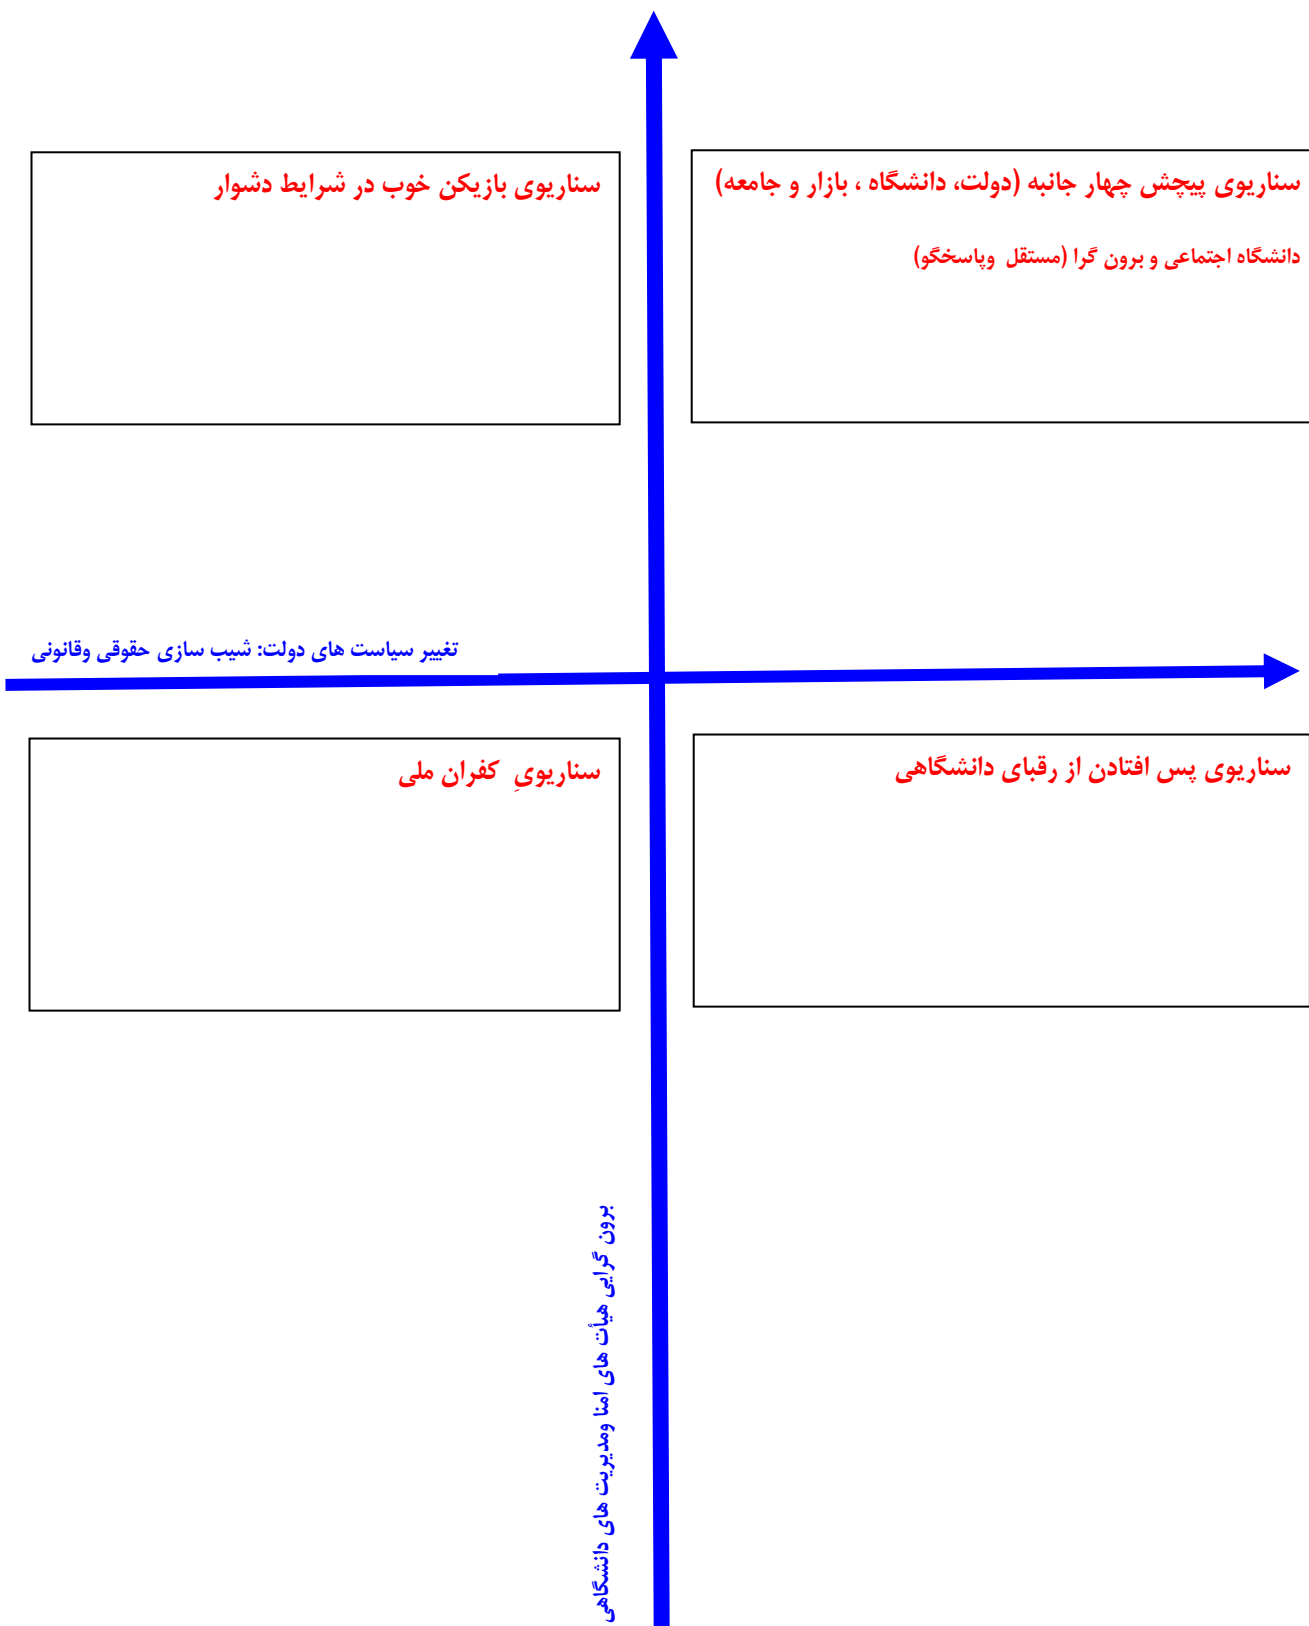 سناریوی پیچش چهار جانبه (دولت، دانشگاه ، بازار و جامعه)
دانشگاه اجتماعی و برون گرا (مستقل وپاسخگو)
سناریوی بازیکن خوب در شرایط دشوار
تغییر سیاست های دولت: شیب سازی حقوقی وقانونی
سناریوی پس افتادن از رقبای دانشگاهی
سناریویِ کفران ملی
برون گرایی هیأت های امنا ومدیریت های دانشگاهی